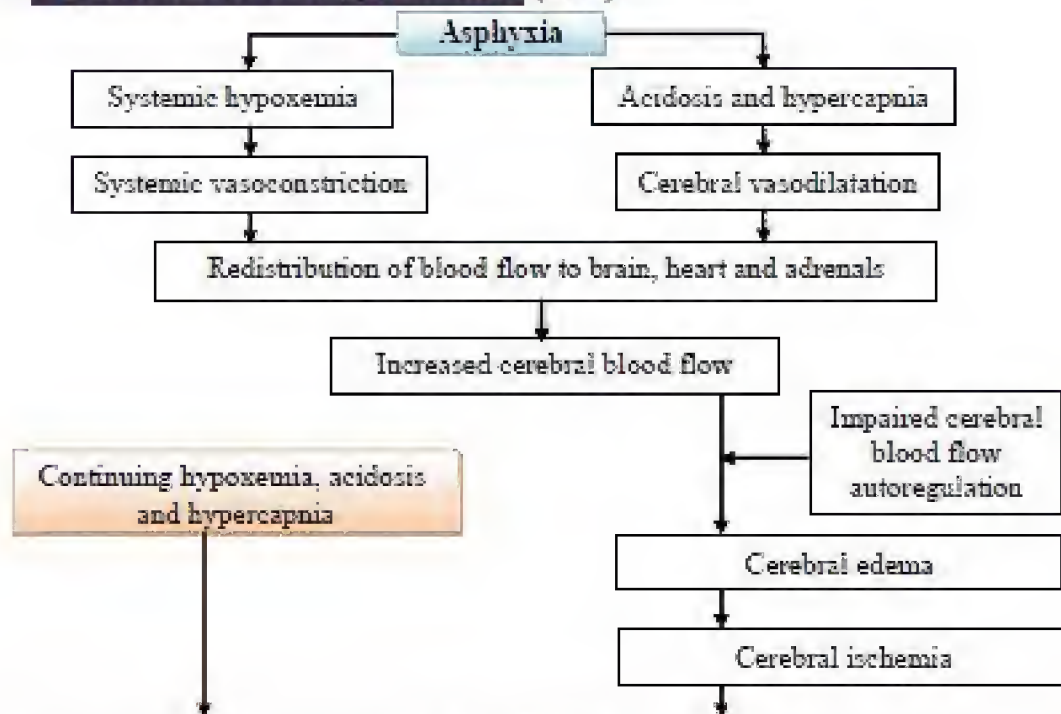 Asphyxia
Systemic hypoxemia
Acidosis and hypercapnia
Systemic vasoconstriction
Cerebral vasodilatation
Redistribution of blood flow to brain, heart and adrenals
Increased cerebral blood flow
Impaired cerebral
blood flow
autoregulation
Continuing hypoxemia, acidosis
and hypercapnia
Cerebral edema
Cerebral ischemia